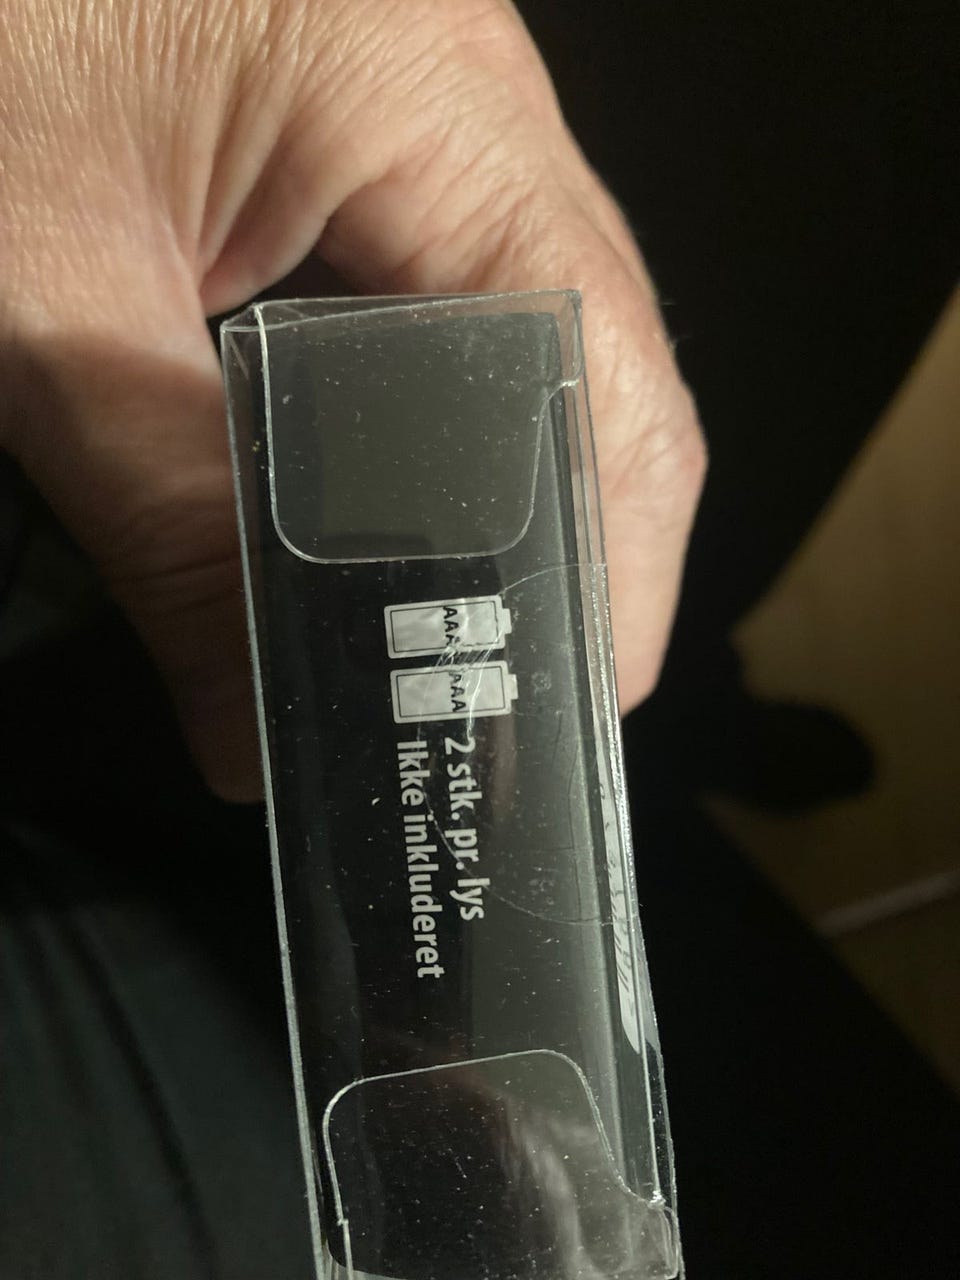 AAA
AAA
2 stk. pr. lys
Ikke inkluderet